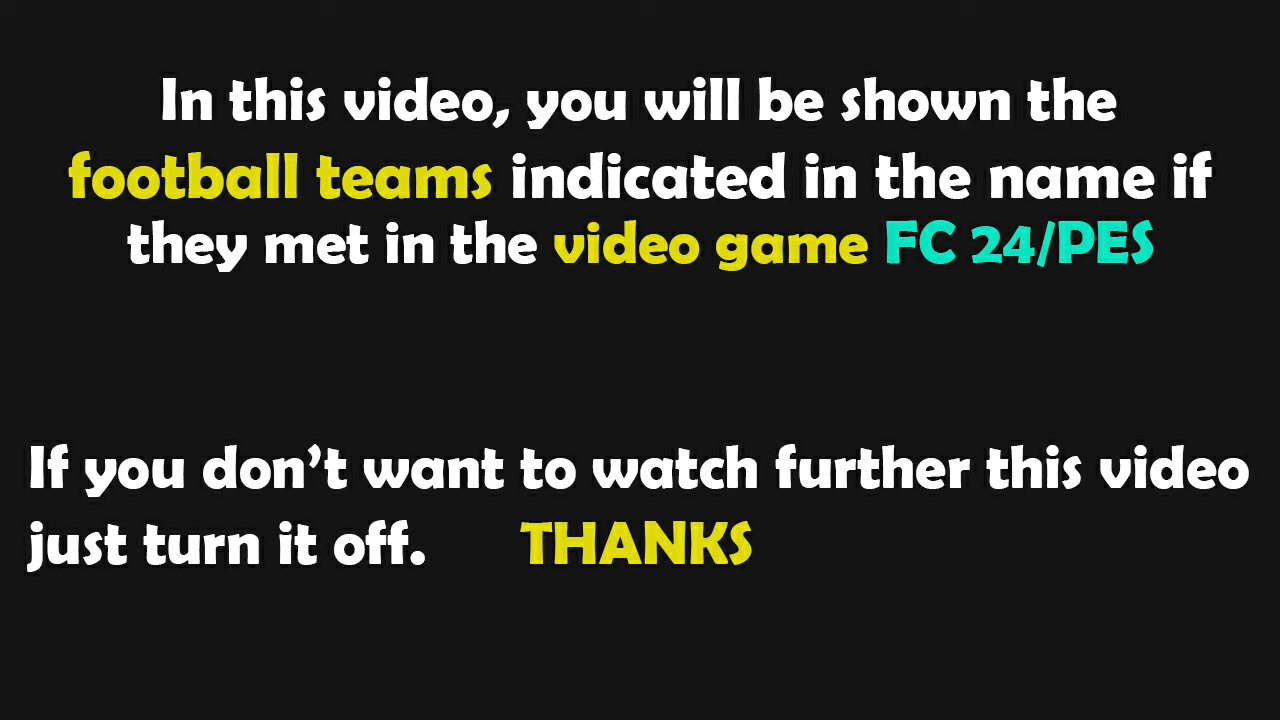 In this video, you will be shown the
football teams indicated in the name if
they met in the video game FC 24/PES
If you don't want to watch further this video
just turn it off. THANKS